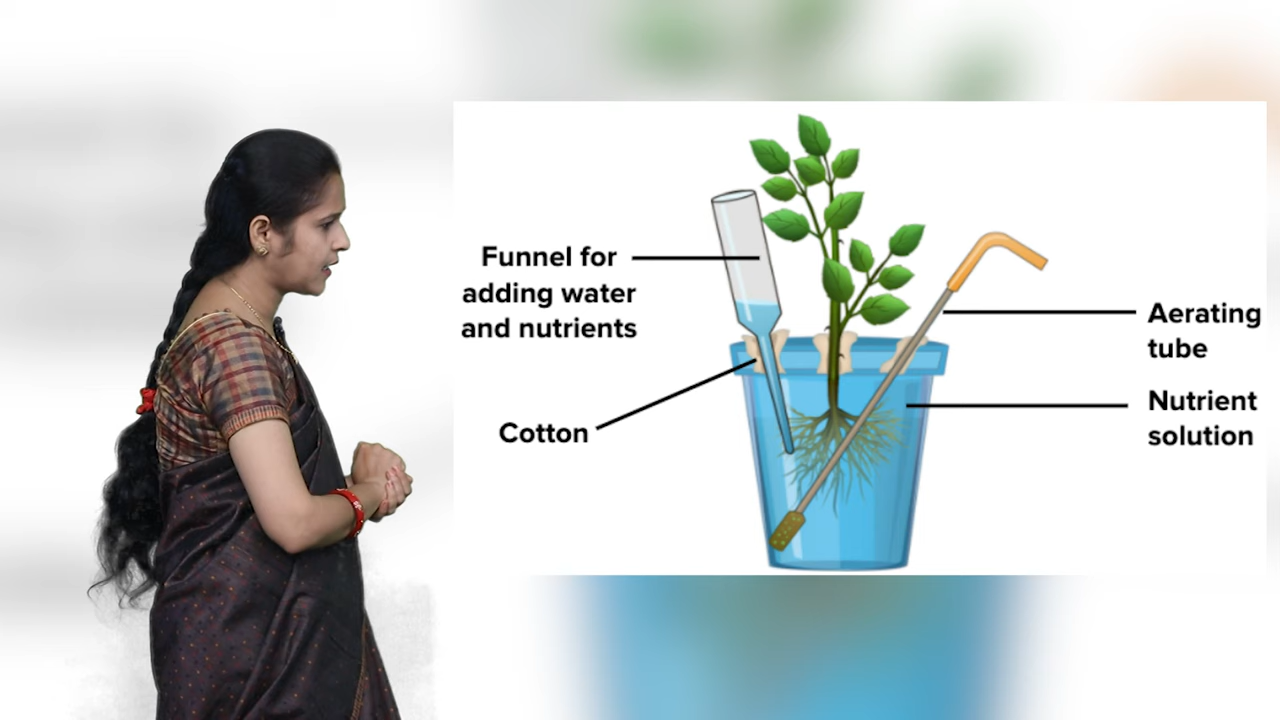 Funnel for
adding water
and nutrients
Cotton
Aerating
tube
Nutrient
solution